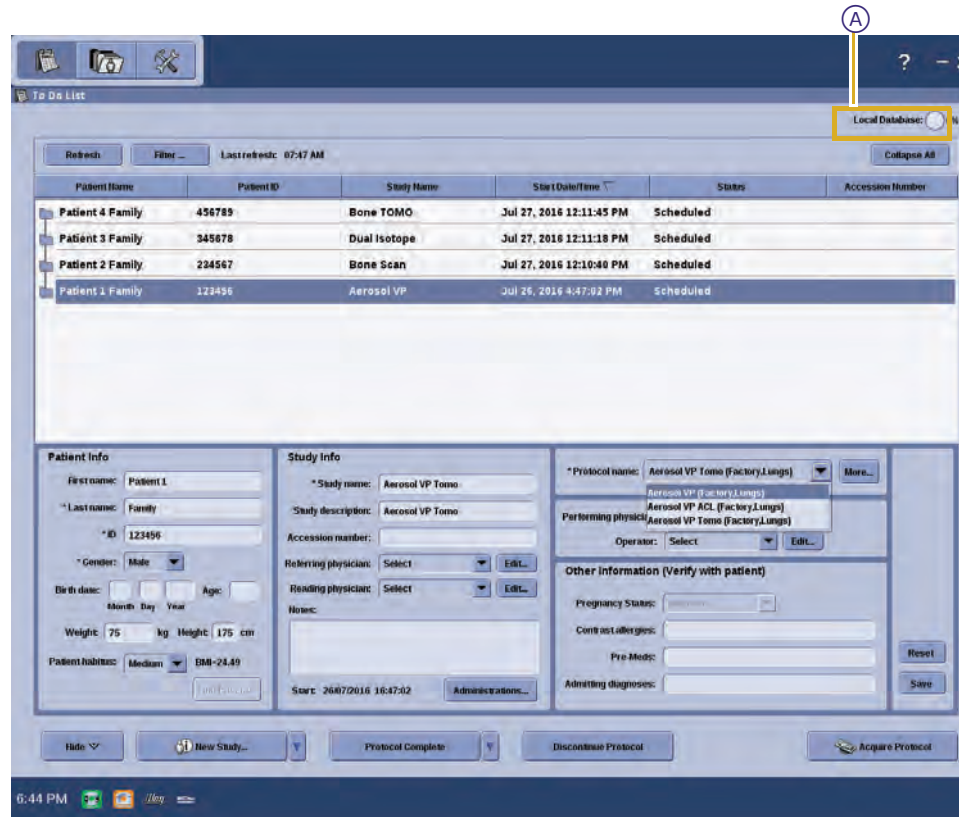 A
?
To Do List
Local Database: %
Refresh Filter ... Last refresh: 07:47 AM Collapse All
Patient Name Patient ID Study Name Start Date/Time Status Accession Number
Patient 4 Family 456789 Bone TOMO Jul 27, 2016 12:11:45 PM Scheduled
Patient 3 Family 345678 Dual Isotope Jul 27, 2016 12:11:18 PM Scheduled
Patient 2 Family 234567 Bone Scan Jul 27, 2016 12:10:40 PM Scheduled
Patient 1 Family 123456 Aerosol VP Jul 26, 2016 4:47:02 PM Scheduled
Patient Info
First name: Patient 1
* Last name: Family
* ID 123456
* Gender: Male
Birth date: Age:
Month Day Year
Weight: 75 kg Height: 175 cm
Patient habitus: Medium BMI=24.49
Study Info
* Study name: Aerosol VP Tomo
Study description: Aerosol VP Tomo
Accession number:
Referring physician: Select Edit...
Reading physician: Select Edit...
Notes:
Start: 26/07/2016 16:47:02 Administrations...
* Protocol name: Aerosol VP Tomo (Factory,Lungs) More...
Aerosol VP (Factory,Lungs)
Aerosol VP ACL (Factory,Lungs)
Performing physici Aerosol VP Tomo (Factory,Lungs)
Operator: Select Edit...
Other Information (Verify with patient)
Pregnancy Status:
Contrast allergies:
Pre-Meds:
Admitting diagnoses:
Reset
Save
Hide New Study... Protocol Complete Discontinue Protocol Acquire Protocol
6:44 PM